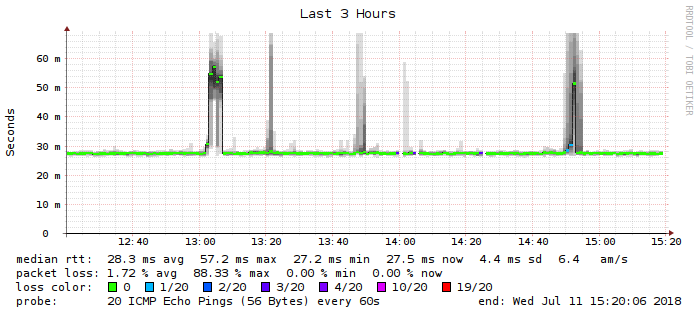 Last 3 Hours
RRDTOOL / TOBI OETIKER
Seconds
60 m
50 m
40 m
30 m
20 m
10 m
0
12:40 13:00 13:20 13:40 14:00 14:20 14:40 15:00 15:20
median rtt: 28.3 ms avg 57.2 ms max 27.2 ms min 27.5 ms now 4.4 ms sd 6.4 am/s
packet loss: 1.72 % avg 88.33 % max 0.00 % min 0.00 % now
loss color: 0 1/20 2/20 3/20 4/20 10/20 19/20
probe: 20 ICMP Echo Pings (56 Bytes) every 60s end: Wed Jul 11 15:20:06 2018